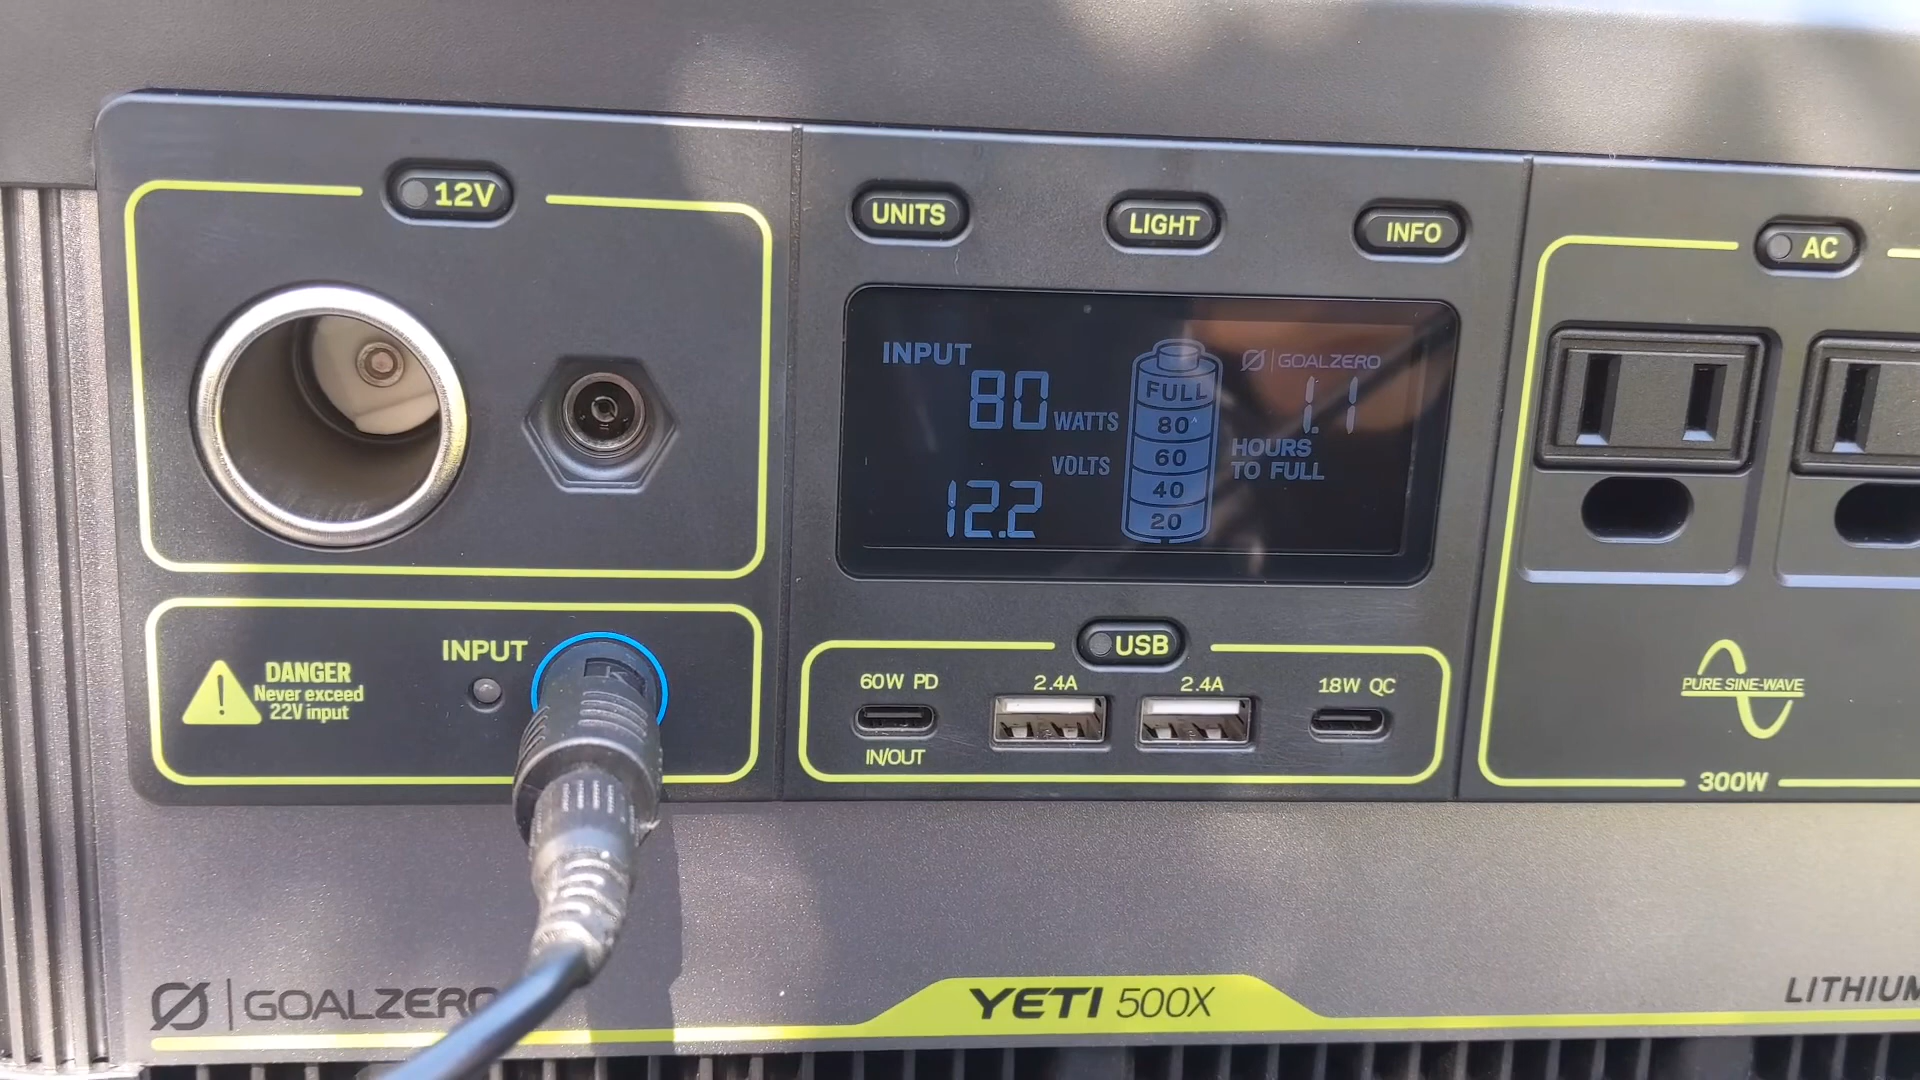 12V
UNITS
LIGHT
INFO
AC
INPUT
80 WATTS
VOLTS
12.2
FULL
80
60
40
20
GOALZERO
1.1
HOURS
TO FULL
DANGER
Never exceed
22V input
INPUT
USB
60W PD
2.4A
2.4A
18W QC
IN/OUT
PURE SINE-WAVE
300W
GOALZERO
YETI 500X
LITHIUM